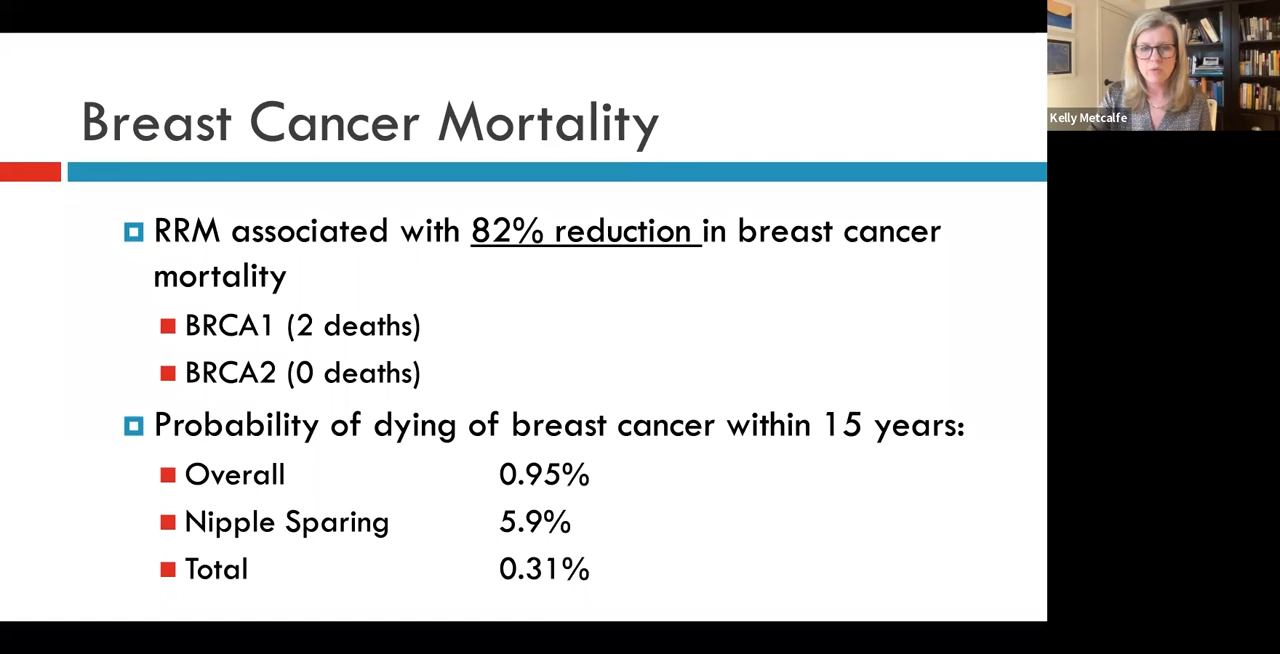 Breast Cancer Mortality
RRM associated with 82% reduction in breast cancer
mortality
BRCA1 (2 deaths)
BRCA2 (0 deaths)
Probability of dying of breast cancer within 15 years:
Overall 0.95%
Nipple Sparing 5.9%
Total 0.31%
Kelly Metcalfe